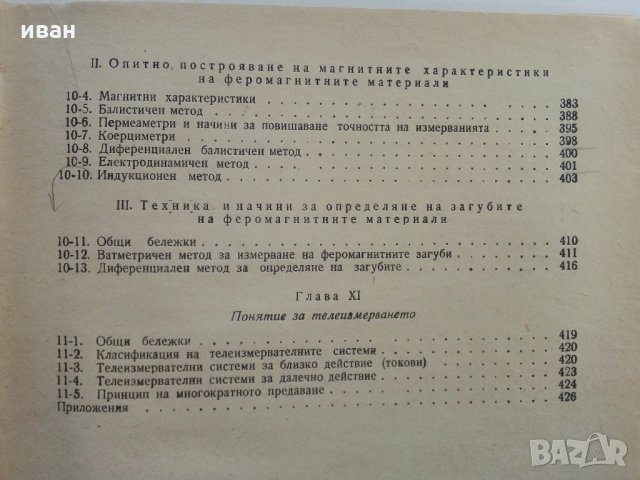 иван
II. Опитно построяване на магнитните характеристики
на феромагнитните материали
10-4. Магнитни характеристики . . . . . . . . . . 383
10-5. Балистичен метод . . . . . . . . . . 388
10-6. Пермеаметри и начини за повишаване точността на измерванията . . . . 395
10-7. Коерциметри . . . . . . . . . . 398
10-8. Диференциален балистичен метод . . . . . . . . . . 400
10-9. Електродинамичен метод . . . . . . . . . . 401
10-10. Индукционен метод . . . . . . . . . . 403
III. Техника и начини за определяне на загубите
на феромагнитните материали
10-11. Общи бележки . . . . . . . . . . 410
10-12. Ватметричен метод за измерване на феромагнитните загуби . . . . . 411
10-13. Диференциален метод за определяне на загубите . . . . . . . . 416
Глава XI
Понятие за телеизмерването
11-1. Общи бележки . . . . . . . . . . 419
11-2. Класификация на телеизмервателните системи . . . . . . . . . . 420
11-3. Телеизмервателни системи за близко действие (токови) . . . . . . 420
11-4. Телеизмервателни системи за далечно действие . . . . . . . . 423
11-5. Принцип на многократното предаване . . . . . . . . . . 424
Приложения . . . . . . . . . . 426
BAZAR
bg